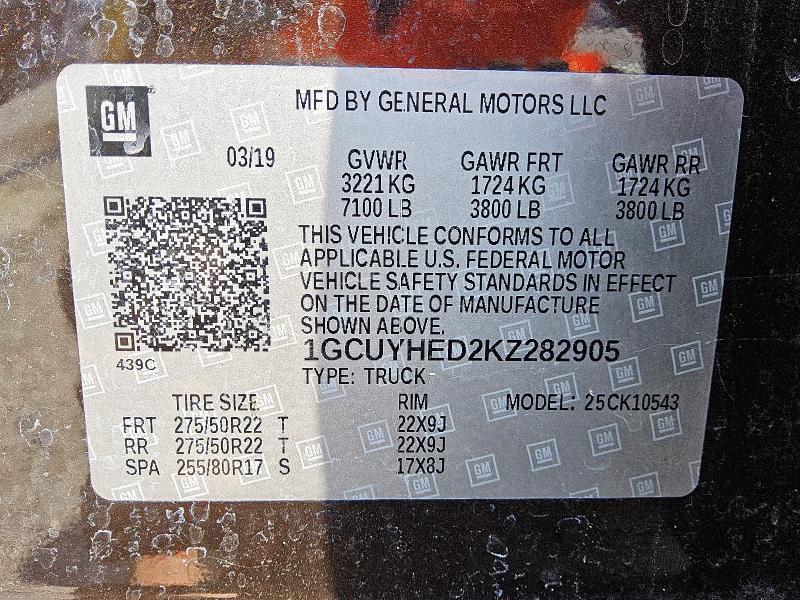 GM
MFD BY GENERAL MOTORS LLC
03/19 GVWR GAWR FRT GAWR RR
3221 KG 1724 KG 1724 KG
7100 LB 3800 LB 3800 LB
THIS VEHICLE CONFORMS TO ALL
APPLICABLE U.S. FEDERAL MOTOR
VEHICLE SAFETY STANDARDS IN EFFECT
ON THE DATE OF MANUFACTURE
SHOWN ABOVE.
439C 1GCUYHED2KZ282905
TYPE: TRUCK
TIRE SIZE RIM MODEL: 25CK10543
FRT 275/50R22 T 22X9J
RR 275/50R22 T 22X9J
SPA 255/80R17 S 17X8J